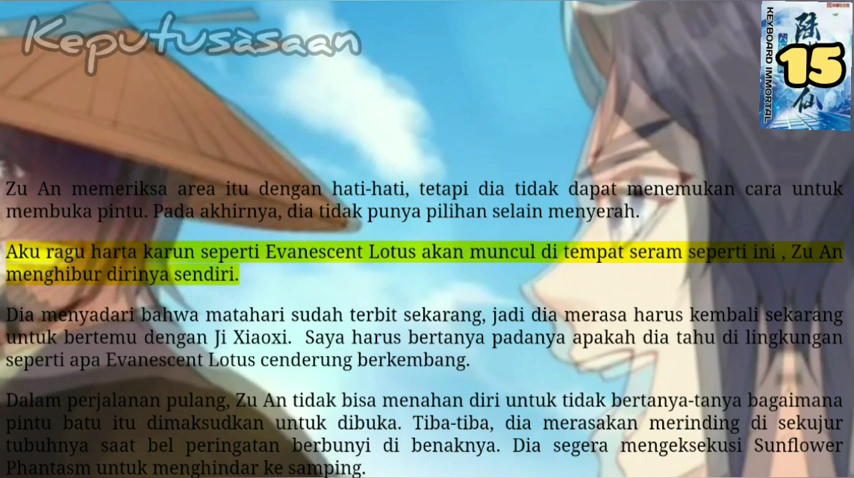 Keputusasaan
KEYBOARD IMMORTAL
15
Zu An memeriksa area itu dengan hati-hati, tetapi dia tidak dapat menemukan cara untuk
membuka pintu. Pada akhirnya, dia tidak punya pilihan selain menyerah.
Aku ragu harta karun seperti Evanescent Lotus akan muncul di tempat seram seperti ini , Zu An
menghibur dirinya sendiri.
Dia menyadari bahwa matahari sudah terbit sekarang, jadi dia merasa harus kembali sekarang
untuk bertemu dengan Ji Xiaoxi. Saya harus bertanya padanya apakah dia tahu di lingkungan
seperti apa Evanescent Lotus cenderung berkembang.
Dalam perjalanan pulang, Zu An tidak bisa menahan diri untuk tidak bertanya-tanya bagaimana
pintu batu itu dimaksudkan untuk dibuka. Tiba-tiba, dia merasakan merinding di sekujur
tubuhnya saat bel peringatan berbunyi di benaknya. Dia segera mengeksekusi Sunflower
Phantasm untuk menghindar ke samping.